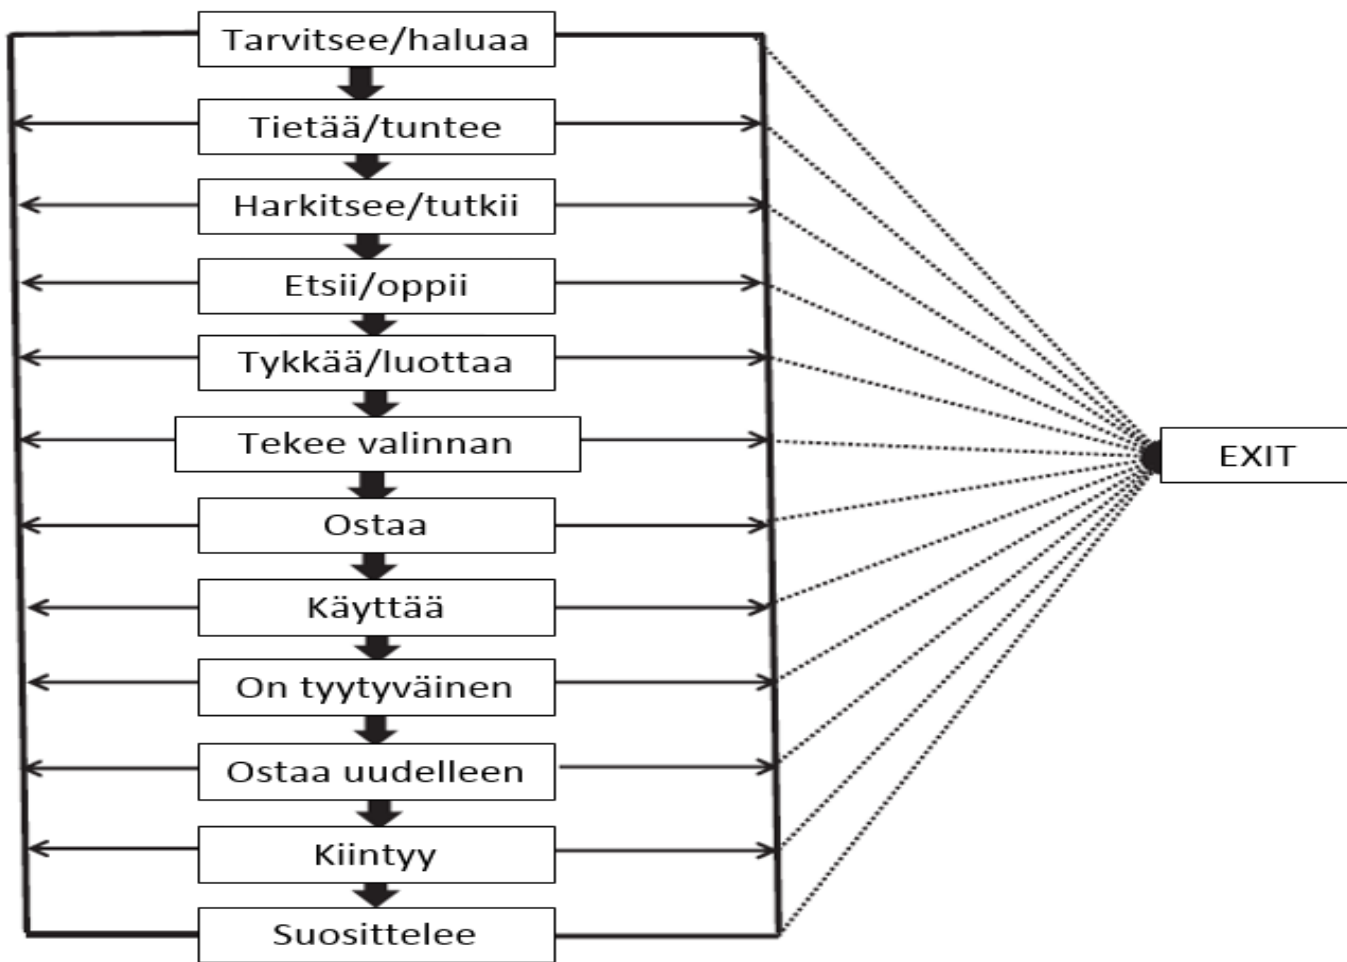 Tarvitsee/haluaa
Tietää/tuntee
Harkitsee/tutkii
Etsii/oppii
Tykkää/luottaa
Tekee valinnan
EXIT
Ostaa
Käyttää
On tyytyväinen
Ostaa uudelleen
Kiintyy
Suosittelee